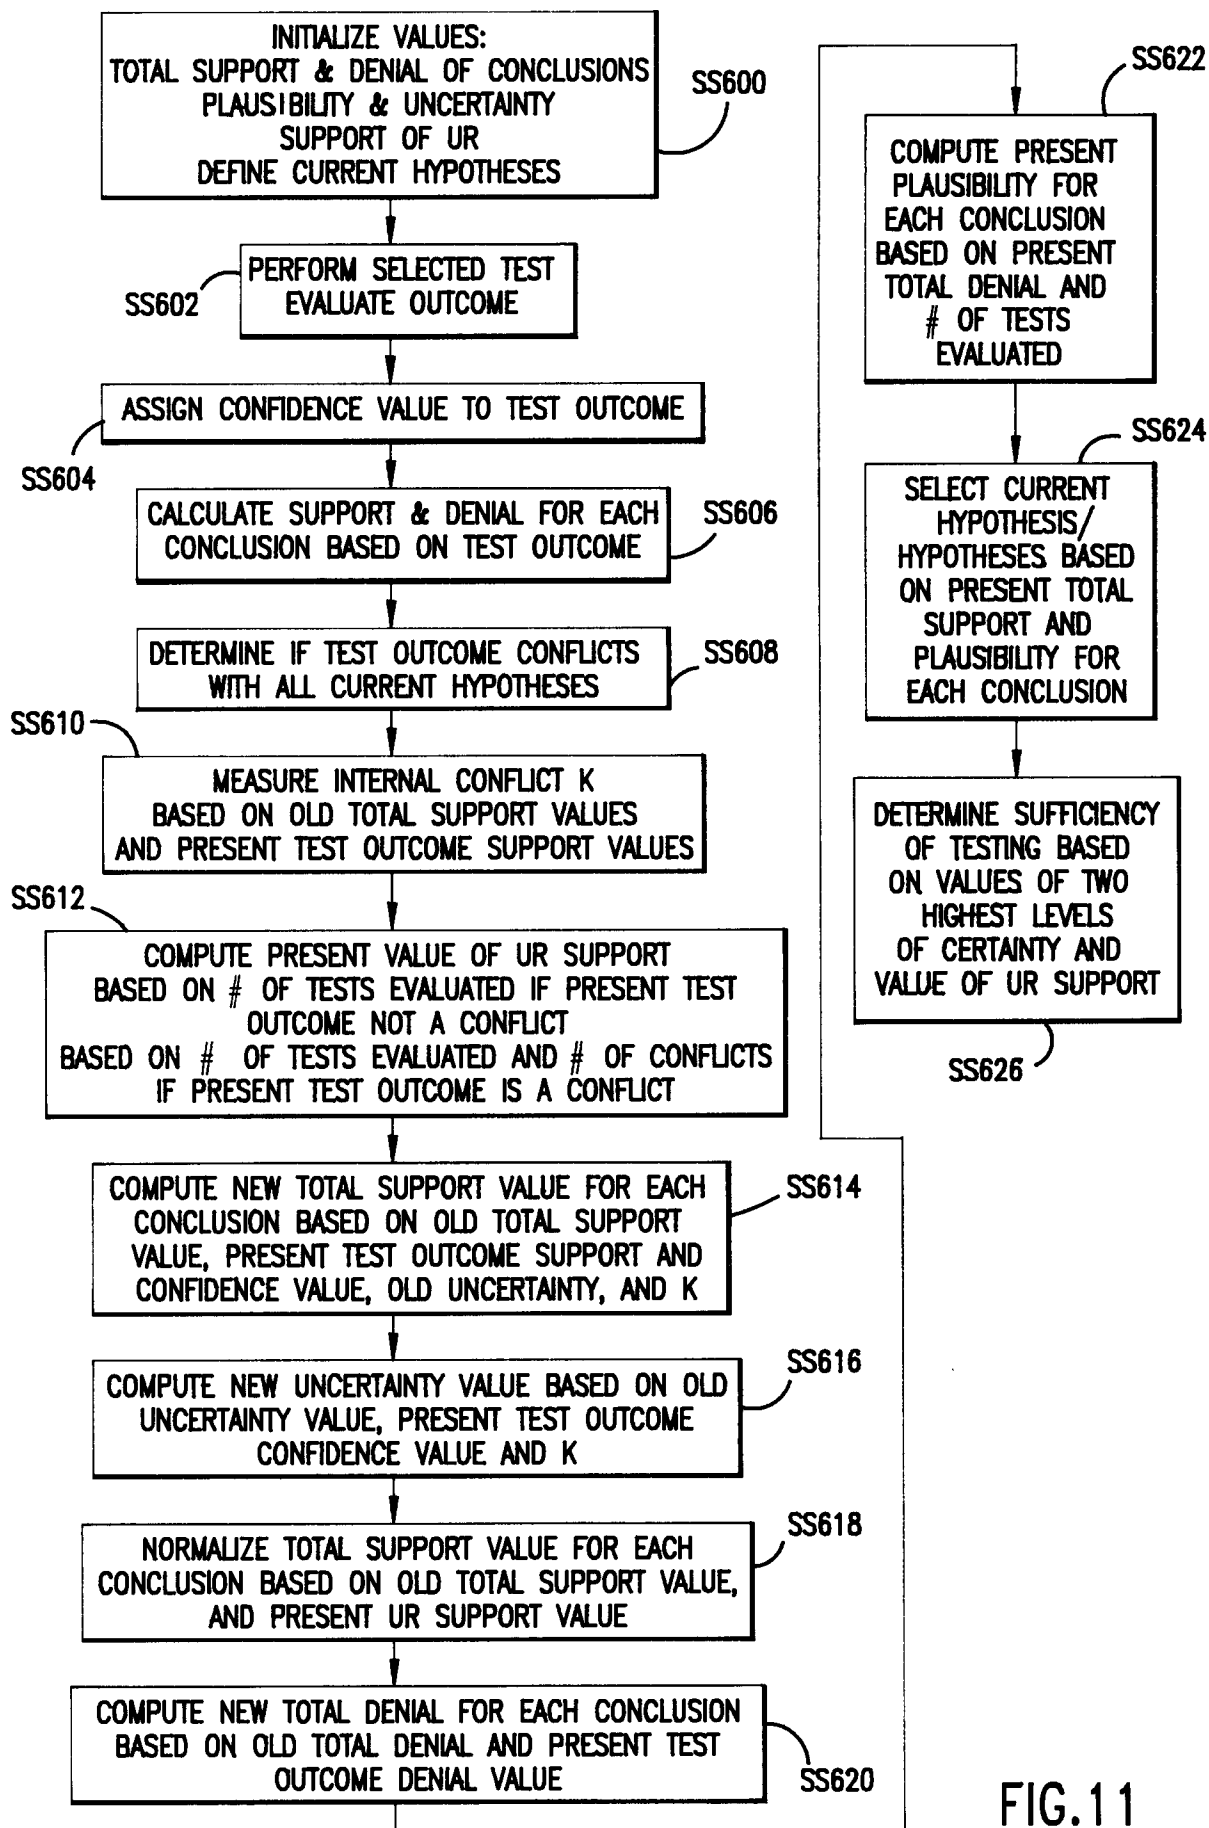 INITIALIZE VALUES:
TOTAL SUPPORT & DENIAL OF CONCLUSIONS
PLAUSIBILITY & UNCERTAINTY
SUPPORT OF UR
DEFINE CURRENT HYPOTHESES
SS600
PERFORM SELECTED TEST
EVALUATE OUTCOME
SS602
ASSIGN CONFIDENCE VALUE TO TEST OUTCOME
SS604
CALCULATE SUPPORT & DENIAL FOR EACH
CONCLUSION BASED ON TEST OUTCOME
SS606
DETERMINE IF TEST OUTCOME CONFLICTS
WITH ALL CURRENT HYPOTHESES
SS608
SS610
MEASURE INTERNAL CONFLICT K
BASED ON OLD TOTAL SUPPORT VALUES
AND PRESENT TEST OUTCOME SUPPORT VALUES
SS612
COMPUTE PRESENT VALUE OF UR SUPPORT
BASED ON # OF TESTS EVALUATED IF PRESENT TEST
OUTCOME NOT A CONFLICT
BASED ON # OF TESTS EVALUATED AND # OF CONFLICTS
IF PRESENT TEST OUTCOME IS A CONFLICT
COMPUTE NEW TOTAL SUPPORT VALUE FOR EACH
CONCLUSION BASED ON OLD TOTAL SUPPORT
VALUE, PRESENT TEST OUTCOME SUPPORT AND
CONFIDENCE VALUE, OLD UNCERTAINTY, AND K
SS614
COMPUTE NEW UNCERTAINTY VALUE BASED ON OLD
UNCERTAINTY VALUE, PRESENT TEST OUTCOME
CONFIDENCE VALUE AND K
SS616
NORMALIZE TOTAL SUPPORT VALUE FOR EACH
CONCLUSION BASED ON OLD TOTAL SUPPORT VALUE,
AND PRESENT UR SUPPORT VALUE
SS618
COMPUTE NEW TOTAL DENIAL FOR EACH CONCLUSION
BASED ON OLD TOTAL DENIAL AND PRESENT TEST
OUTCOME DENIAL VALUE
SS620
SS622
COMPUTE PRESENT
PLAUSIBILITY FOR
EACH CONCLUSION
BASED ON PRESENT
TOTAL DENIAL AND
# OF TESTS
EVALUATED
SS624
SELECT CURRENT
HYPOTHESIS/
HYPOTHESES BASED
ON PRESENT TOTAL
SUPPORT AND
PLAUSIBILITY FOR
EACH CONCLUSION
DETERMINE SUFFICIENCY
OF TESTING BASED
ON VALUES OF TWO
HIGHEST LEVELS
OF CERTAINTY AND
VALUE OF UR SUPPORT
SS626
FIG.11